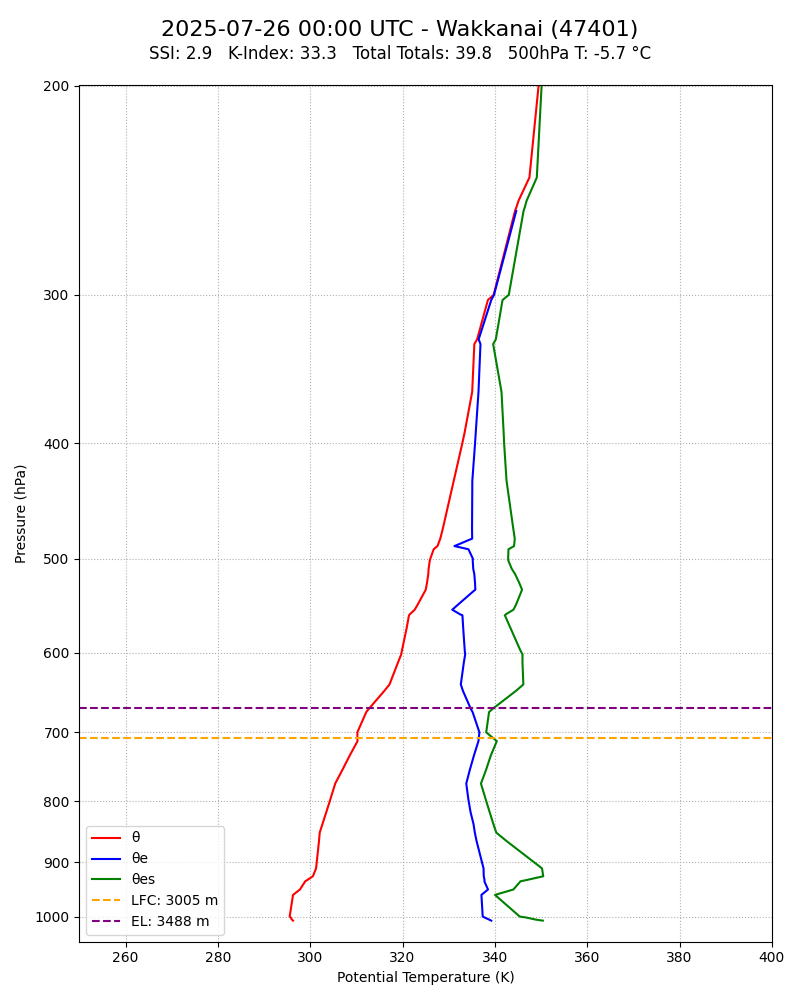 2025-07-26 00:00 UTC - Wakkanai (47401)
SSI: 2.9   K-Index: 33.3   Total Totals: 39.8   500hPa T: -5.7 °C
200
300
400
500
600
700
800
900
1000
Pressure (hPa)
θ
θe
θes
LFC: 3005 m
EL: 3488 m
260
280
300
320
340
360
380
400
Potential Temperature (K)